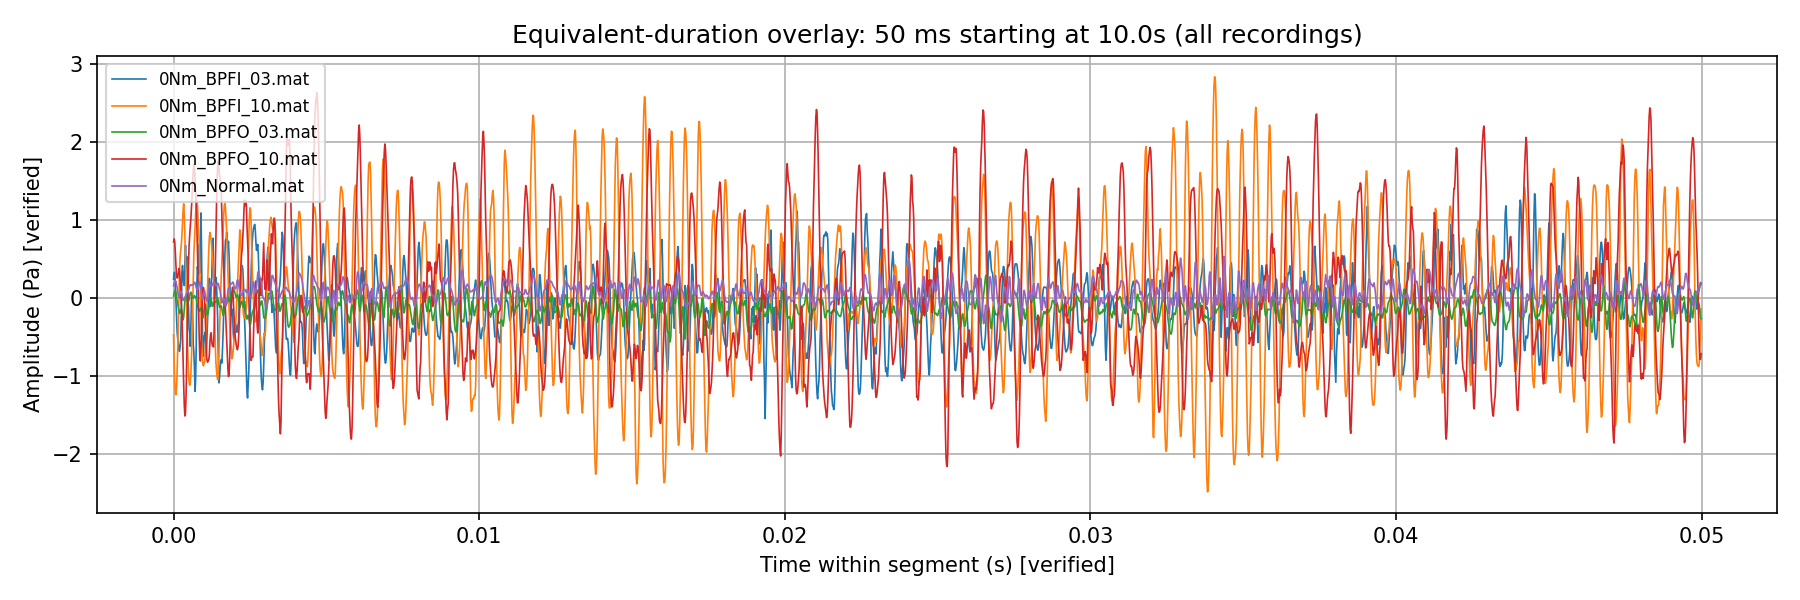 Equivalent-duration overlay: 50 ms starting at 10.0s (all recordings)
3
2
1
0
−1
−2
Amplitude (Pa) [verified]
0Nm_BPFI_03.mat
0Nm_BPFI_10.mat
0Nm_BPFO_03.mat
0Nm_BPFO_10.mat
0Nm_Normal.mat
0.00 0.01 0.02 0.03 0.04 0.05
Time within segment (s) [verified]